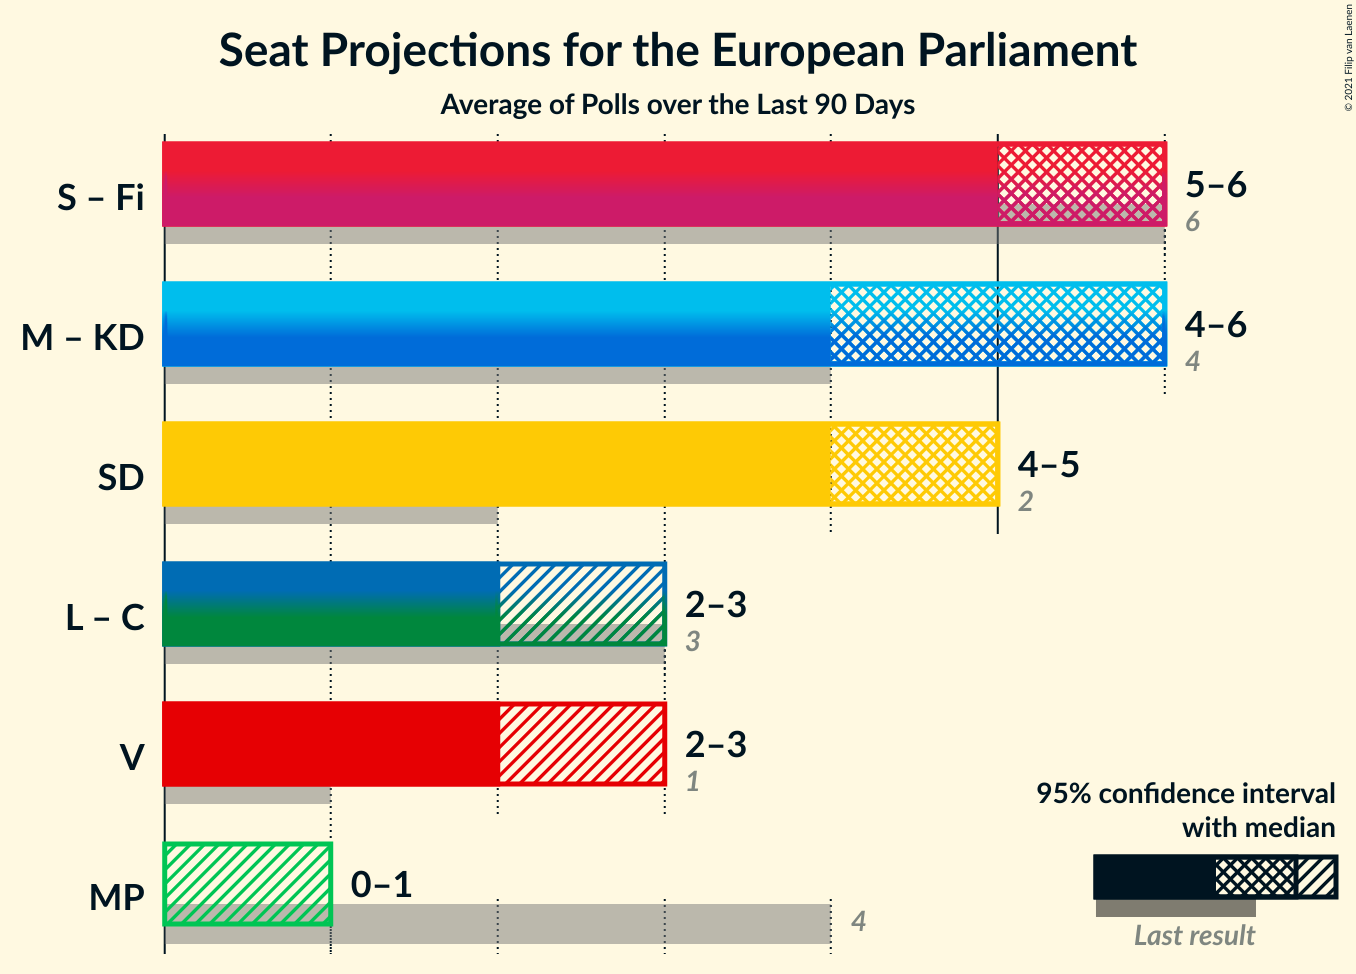 © 2021 Filip van Laenen
Seat Projections for the European Parliament
Average of Polls over the Last 90 Days
S – Fi
5–6
6
M – KD
4–6
4
SD
4–5
2
L – C
2–3
3
V
2–3
1
MP
0–1
4
95% confidence interval
with median
Last result